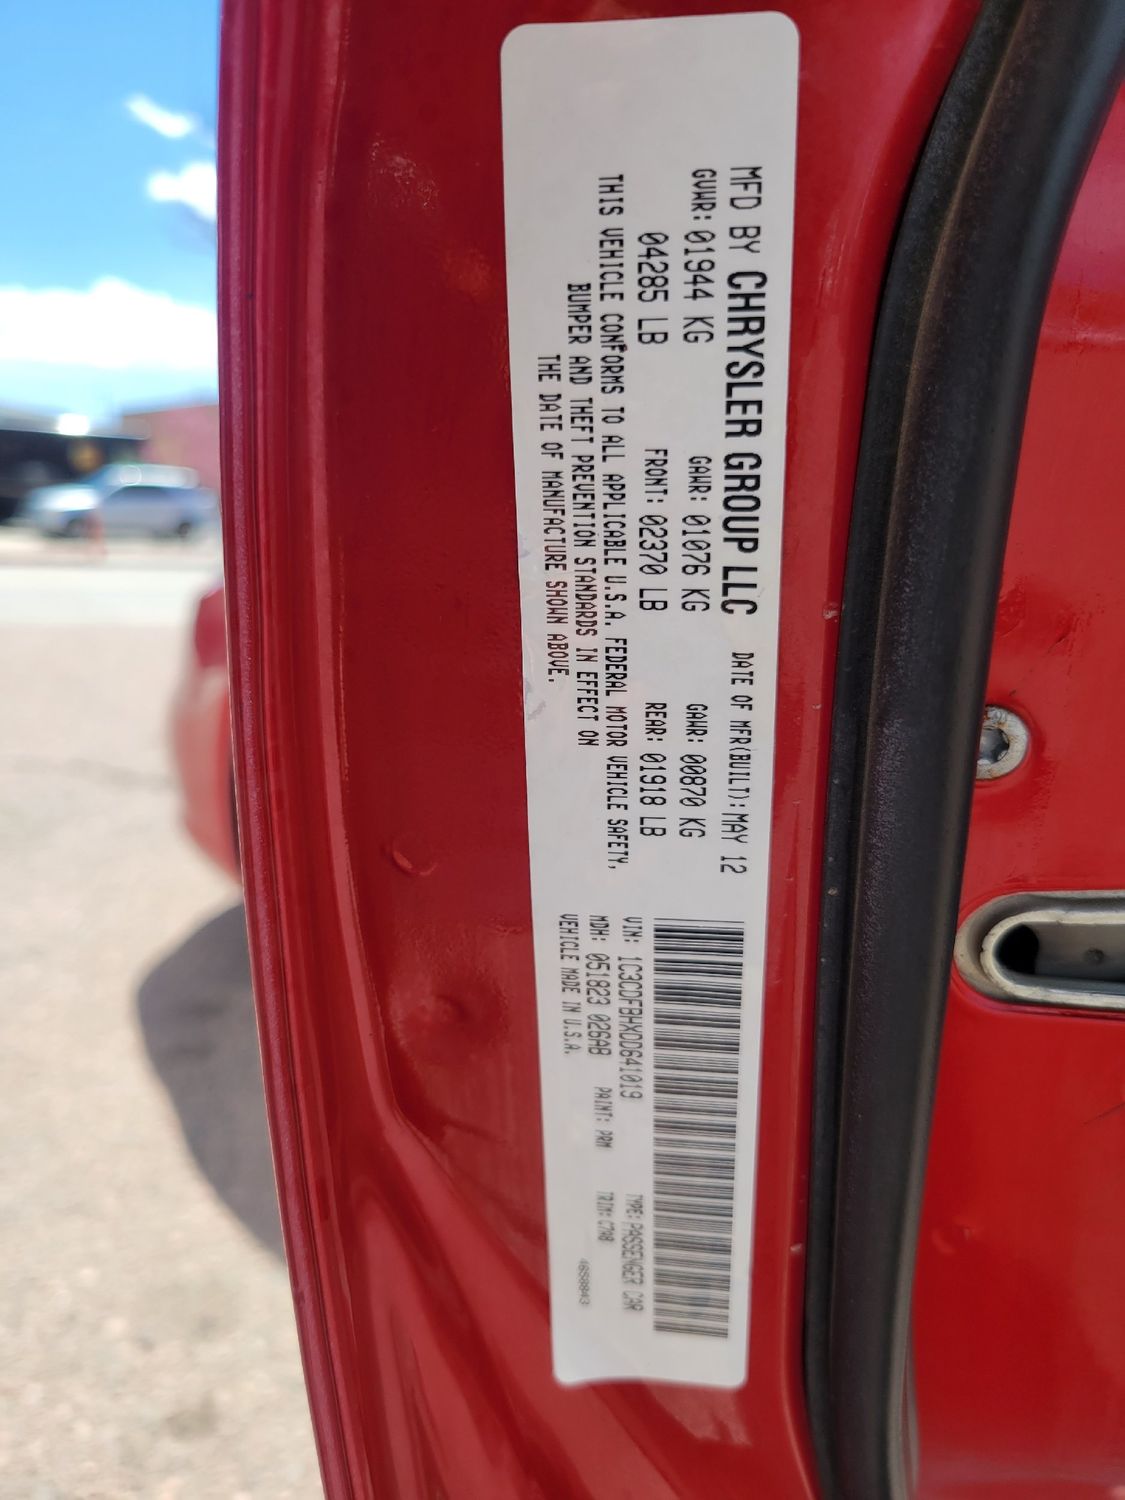 MFD BY CHRYSLER GROUP LLC DATE OF MFR(BUILT): MAY 12
GVWR: 01944 KG GAWR: 01076 KG GAWR: 00870 KG
04285 LB FRONT: 02370 LB REAR: 01918 LB
THIS VEHICLE CONFORMS TO ALL APPLICABLE U.S.A. FEDERAL MOTOR VEHICLE SAFETY,
BUMPER AND THEFT PREVENTION STANDARDS IN EFFECT ON
THE DATE OF MANUFACTURE SHOWN ABOVE.
VIN: 1C3CDFBHXDD641019 TYPE: PASSENGER CAR
MDH: 051823 026AB PAINT: PRM TRIM: C7A8
VEHICLE MADE IN U.S.A.